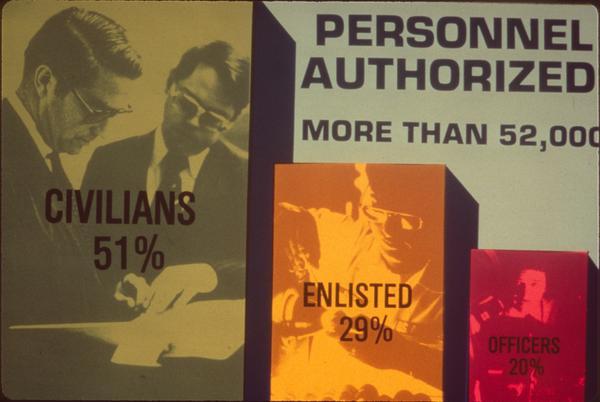 PERSONNEL
AUTHORIZED
MORE THAN 52,000
CIVILIANS
51%
ENLISTED
29%
OFFICERS
20%